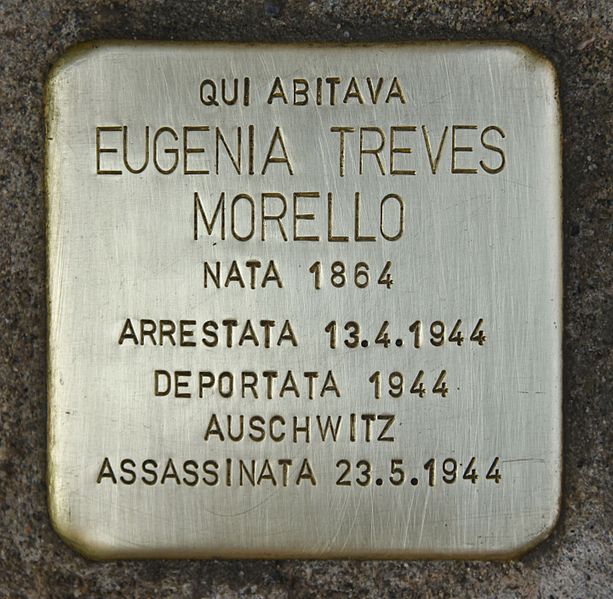 QUI ABITAVA
EUGENIA TREVES
MORELLO
NATA 1864
ARRESTATA 13.4.1944
DEPORTATA 1944
AUSCHWITZ
ASSASSINATA 23.5.1944